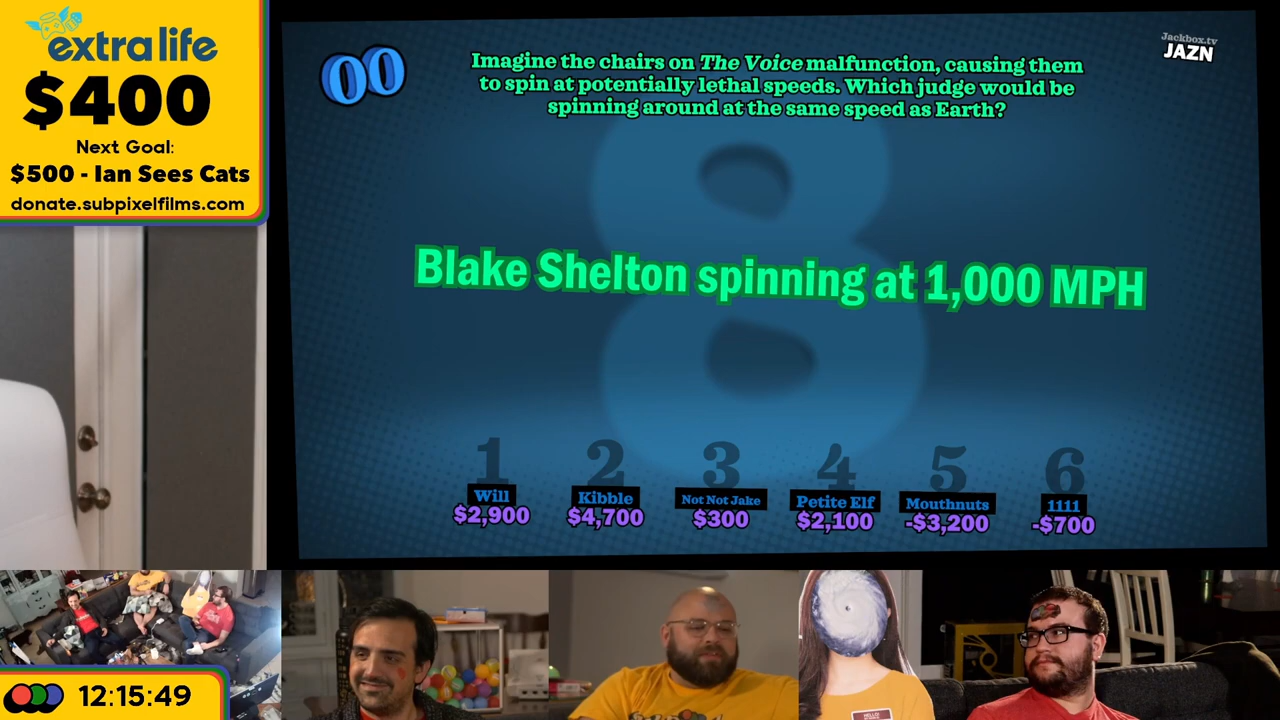 extralife
$400
Next Goal:
$500 - Ian Sees Cats
donate.subpixelfilms.com
00
Imagine the chairs on The Voice malfunction, causing them
to spin at potentially lethal speeds. Which judge would be
spinning around at the same speed as Earth?
Jackbox.tv
JAZN
8
Blake Shelton spinning at 1,000 MPH
1 2 3 4 5 6
Will Kibble Not Not Jake Petite Elf Mouthnuts 1111
$2,900 $4,700 $300 $2,100 -$3,200 -$700
12:15:49
HELLO